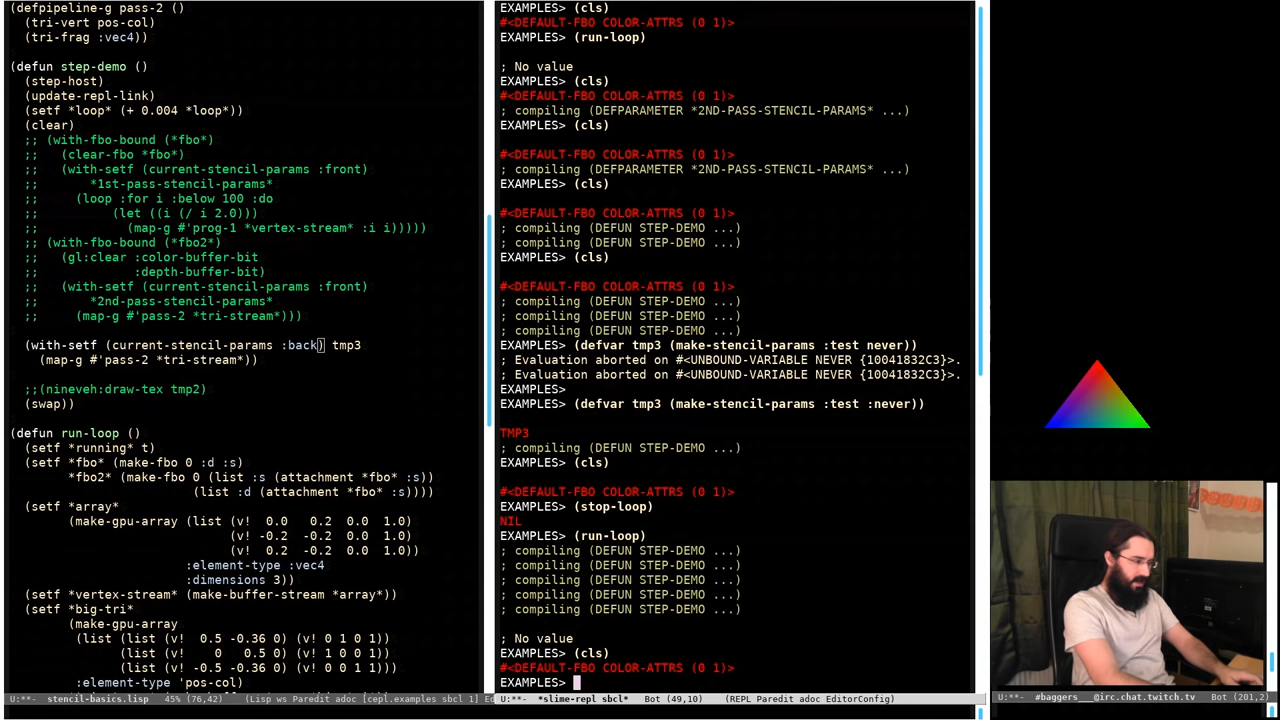 (defpipeline-g pass-2 ()
  (tri-vert pos-col)
  (tri-frag :vec4))
(defun step-demo ()
  (step-host)
  (update-repl-link)
  (setf *loop* (+ 0.004 *loop*))
  (clear)
  ;; (with-fbo-bound (*fbo*)
  ;;   (clear-fbo *fbo*)
  ;;   (with-setf (current-stencil-params :front)
  ;;       *1st-pass-stencil-params*
  ;;     (loop :for i :below 100 :do
  ;;          (let ((i (/ i 2.0)))
  ;;            (map-g #'prog-1 *vertex-stream* :i i)))))
  ;; (with-fbo-bound (*fbo2*)
  ;;   (gl:clear :color-buffer-bit
  ;;             :depth-buffer-bit)
  ;;   (with-setf (current-stencil-params :front)
  ;;       *2nd-pass-stencil-params*
  ;;     (map-g #'pass-2 *tri-stream*)))
  (with-setf (current-stencil-params :back) tmp3
    (map-g #'pass-2 *tri-stream*))
  ;;(nineveh:draw-tex tmp2)
  (swap))
(defun run-loop ()
  (setf *running* t)
  (setf *fbo* (make-fbo 0 :d :s)
        *fbo2* (make-fbo 0 (list :s (attachment *fbo* :s))
                         (list :d (attachment *fbo* :s))))
  (setf *array*
        (make-gpu-array (list (v!  0.0  0.2  0.0  1.0)
                              (v! -0.2 -0.2  0.0  1.0)
                              (v!  0.2 -0.2  0.0  1.0))
                        :element-type :vec4
                        :dimensions 3))
  (setf *vertex-stream* (make-buffer-stream *array*))
  (setf *big-tri*
        (make-gpu-array
         (list (list (v!  0.5 -0.36 0) (v! 0 1 0 1))
               (list (v!    0   0.5 0) (v! 1 0 0 1))
               (list (v! -0.5 -0.36 0) (v! 0 0 1 1)))
         :element-type 'pos-col)
U:**-  stencil-basics.lisp   45% (76,42)   (Lisp ws Paredit adoc [cepl.examples sbcl 1] Ed
EXAMPLES> (cls)
#<DEFAULT-FBO COLOR-ATTRS (0 1)>
EXAMPLES> (run-loop)
; No value
EXAMPLES> (cls)
#<DEFAULT-FBO COLOR-ATTRS (0 1)>
; compiling (DEFPARAMETER *2ND-PASS-STENCIL-PARAMS* ...)
EXAMPLES> (cls)
#<DEFAULT-FBO COLOR-ATTRS (0 1)>
; compiling (DEFPARAMETER *2ND-PASS-STENCIL-PARAMS* ...)
EXAMPLES> (cls)
#<DEFAULT-FBO COLOR-ATTRS (0 1)>
; compiling (DEFUN STEP-DEMO ...)
; compiling (DEFUN STEP-DEMO ...)
EXAMPLES> (cls)
#<DEFAULT-FBO COLOR-ATTRS (0 1)>
; compiling (DEFUN STEP-DEMO ...)
; compiling (DEFUN STEP-DEMO ...)
; compiling (DEFUN STEP-DEMO ...)
EXAMPLES> (defvar tmp3 (make-stencil-params :test never))
; Evaluation aborted on #<UNBOUND-VARIABLE NEVER {10041832C3}>.
; Evaluation aborted on #<UNBOUND-VARIABLE NEVER {10041832C3}>.
EXAMPLES>
EXAMPLES> (defvar tmp3 (make-stencil-params :test :never))
TMP3
; compiling (DEFUN STEP-DEMO ...)
EXAMPLES> (cls)
#<DEFAULT-FBO COLOR-ATTRS (0 1)>
EXAMPLES> (stop-loop)
NIL
EXAMPLES> (run-loop)
; compiling (DEFUN STEP-DEMO ...)
; compiling (DEFUN STEP-DEMO ...)
; compiling (DEFUN STEP-DEMO ...)
; compiling (DEFUN STEP-DEMO ...)
; compiling (DEFUN STEP-DEMO ...)
; No value
EXAMPLES> (cls)
#<DEFAULT-FBO COLOR-ATTRS (0 1)>
EXAMPLES>
U:**-  *slime-repl sbcl*   Bot (49,10)    (REPL Paredit adoc EditorConfig)
U:**-  #baggers___@irc.chat.twitch.tv   Bot (201,2)